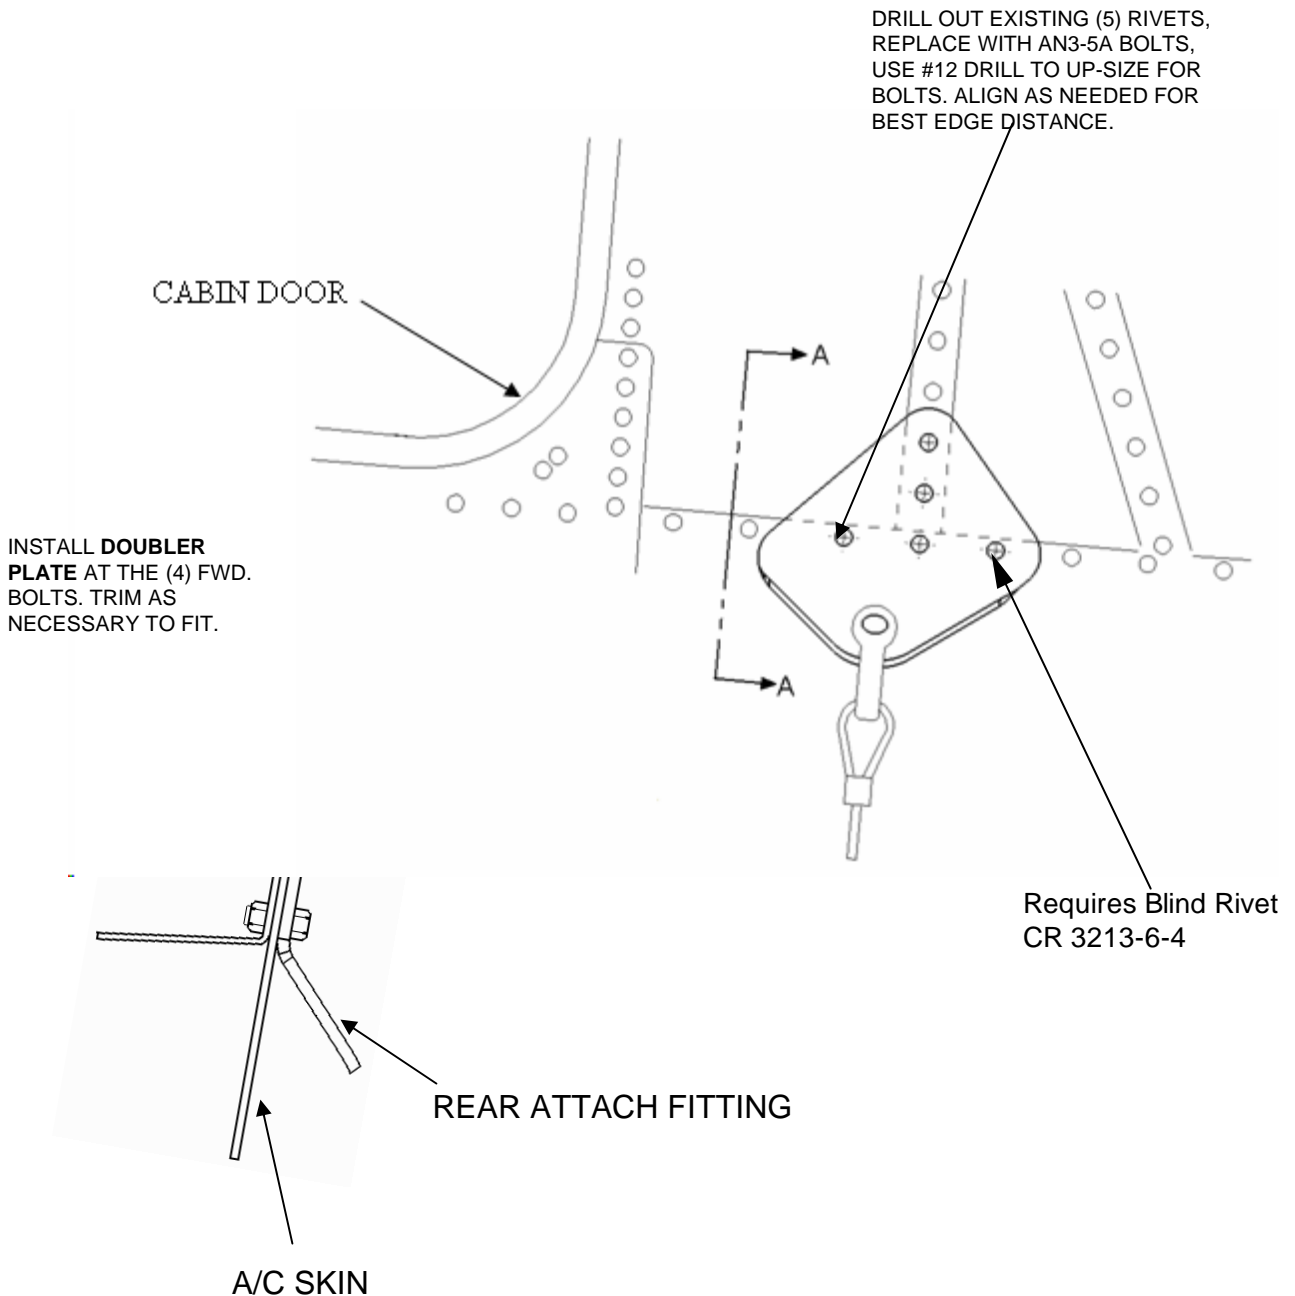 DRILL OUT EXISTING (5) RIVETS,
REPLACE WITH AN3-5A BOLTS,
USE #12 DRILL TO UP-SIZE FOR
BOLTS. ALIGN AS NEEDED FOR
BEST EDGE DISTANCE.
CABIN DOOR
A
INSTALL DOUBLER
PLATE AT THE (4) FWD.
BOLTS. TRIM AS
NECESSARY TO FIT.
A
Requires Blind Rivet
CR 3213-6-4
REAR ATTACH FITTING
A/C SKIN